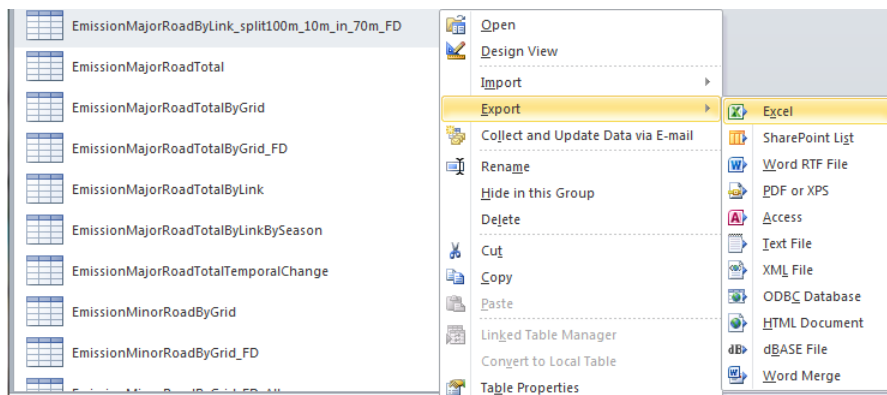 EmissionMajorRoadByLink_split100m_10m_in_70m_FD
EmissionMajorRoadTotal
EmissionMajorRoadTotalByGrid
EmissionMajorRoadTotalByGrid_FD
EmissionMajorRoadTotalByLink
EmissionMajorRoadTotalByLinkBySeason
EmissionMajorRoadTotalTemporalChange
EmissionMinorRoadByGrid
EmissionMinorRoadByGrid_FD
Open
Design View
Import
Export
Collect and Update Data via E-mail
Rename
Hide in this Group
Delete
Cut
Copy
Paste
Linked Table Manager
Convert to Local Table
Table Properties
Excel
SharePoint List
Word RTF File
PDF or XPS
Access
Text File
XML File
ODBC Database
HTML Document
dBASE File
Word Merge